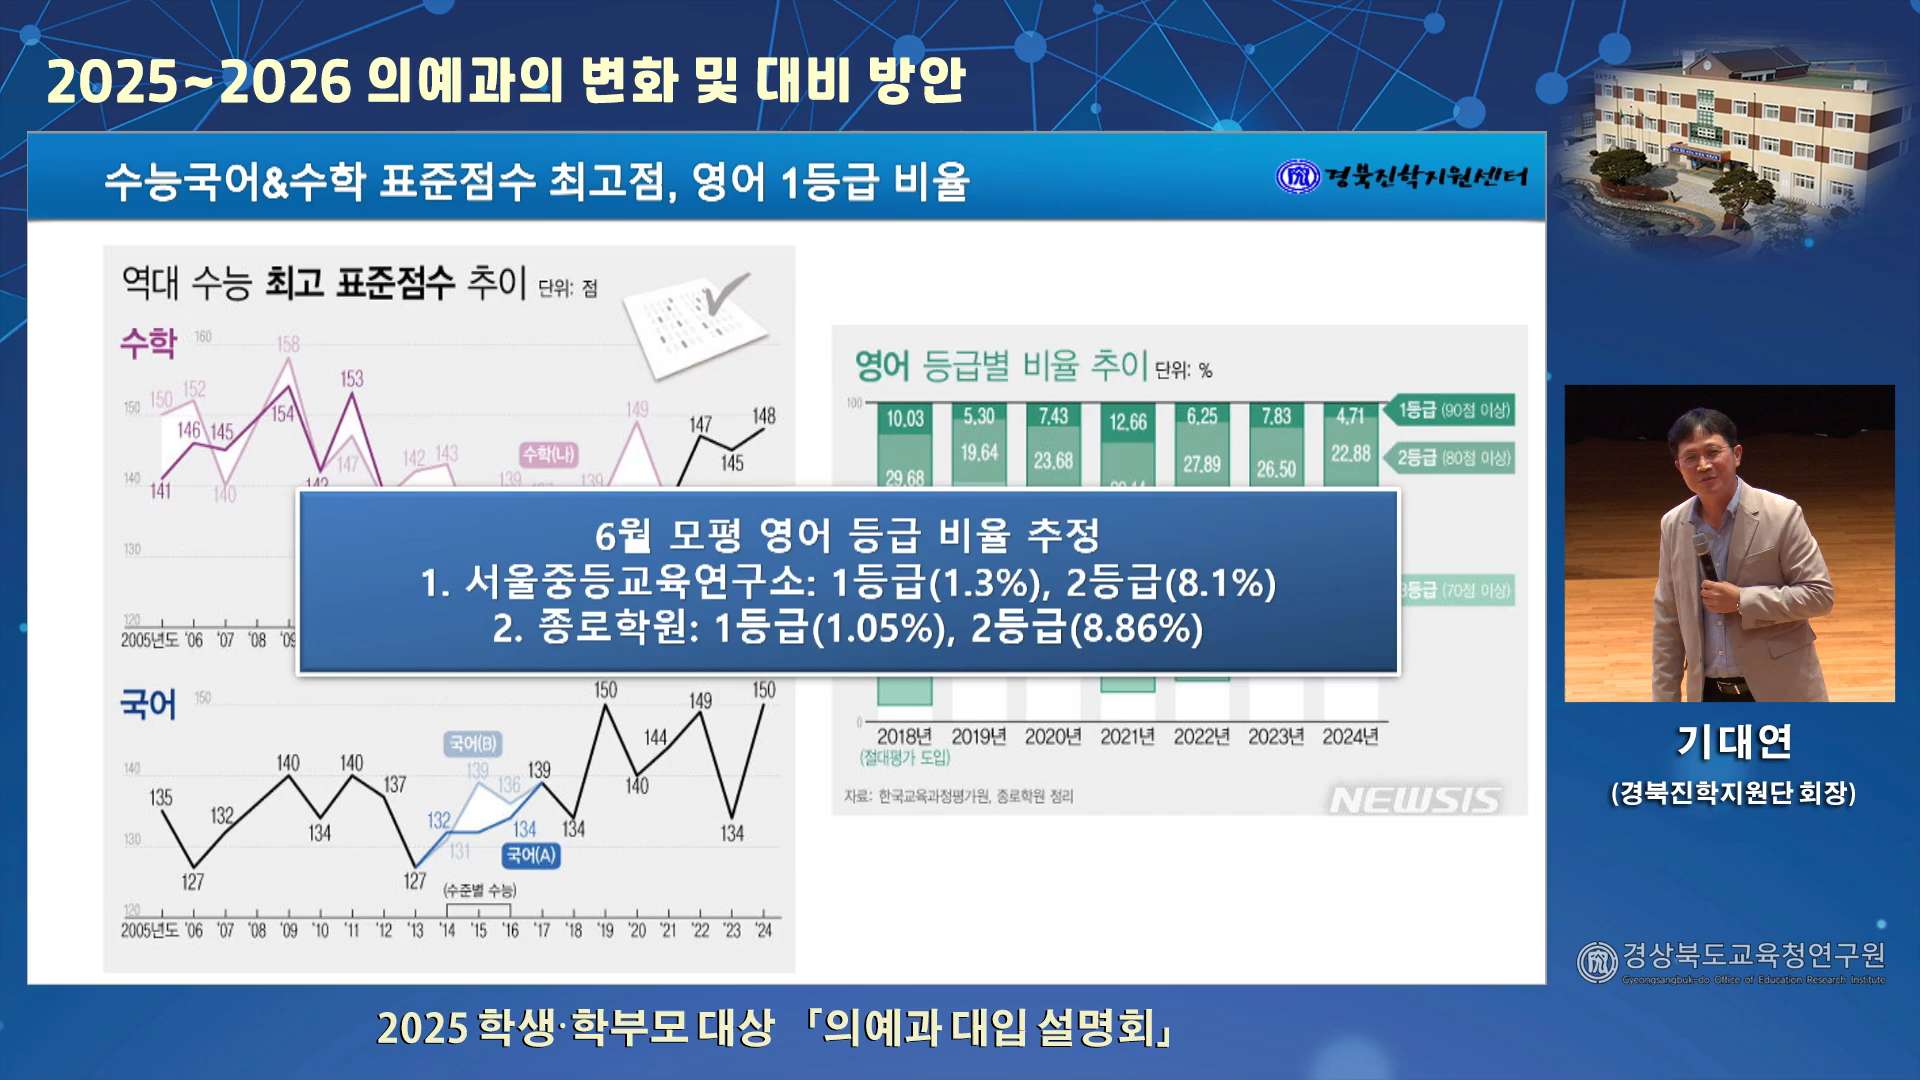 2025~2026 의예과의 변화 및 대비 방안
수능국어&수학 표준점수 최고점, 영어 1등급 비율
경북진학지원센터
역대 수능 최고 표준점수 추이 단위: 점
수학
160
150
140
130
120
150 152 158 149
146 145 154 153 147 148
141 140 142 147 142 143 139 139 145
수학(나)
2005년도 '06 '07 '08 '09
국어
150
140
130
120
135 127 132 140 134 140 137 127
132 131 139 136 134 139 134
150 140 144 149 134 150
국어(B)
국어(A)
(수준별 수능)
2005년도 '06 '07 '08 '09 '10 '11 '12 '13 '14 '15 '16 '17 '18 '19 '20 '21 '22 '23 '24
영어 등급별 비율 추이 단위: %
100
10.03 5.30 7.43 12.66 6.25 7.83 4.71
1등급 (90점 이상)
29.68 19.64 23.68 27.89 26.50 22.88
2등급 (80점 이상)
등급 (70점 이상)
0
2018년 2019년 2020년 2021년 2022년 2023년 2024년
(절대평가 도입)
자료: 한국교육과정평가원, 종로학원 정리
NEWSIS
6월 모평 영어 등급 비율 추정
1. 서울중등교육연구소: 1등급(1.3%), 2등급(8.1%)
2. 종로학원: 1등급(1.05%), 2등급(8.86%)
기대연
(경북진학지원단 회장)
경상북도교육청연구원
Gyeongsangbuk-do Office of Education Research Institute
2025 학생·학부모 대상 「의예과 대입 설명회」